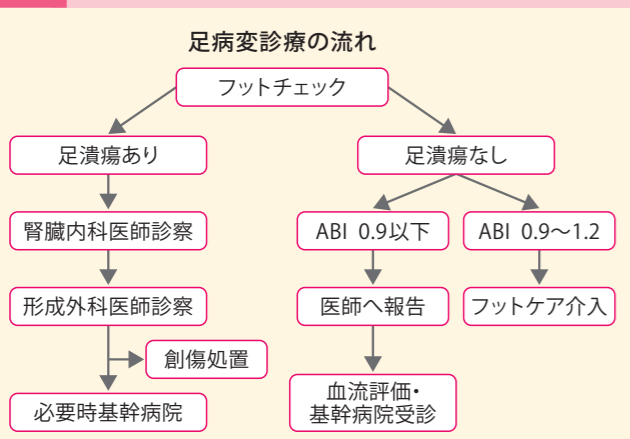 足病変診療の流れ
フットチェック
足潰瘍あり
足潰瘍なし
腎臓内科医師診察
ABI 0.9以下
ABI 0.9〜1.2
形成外科医師診察
医師へ報告
フットケア介入
創傷処置
必要時基幹病院
血流評価・
基幹病院受診